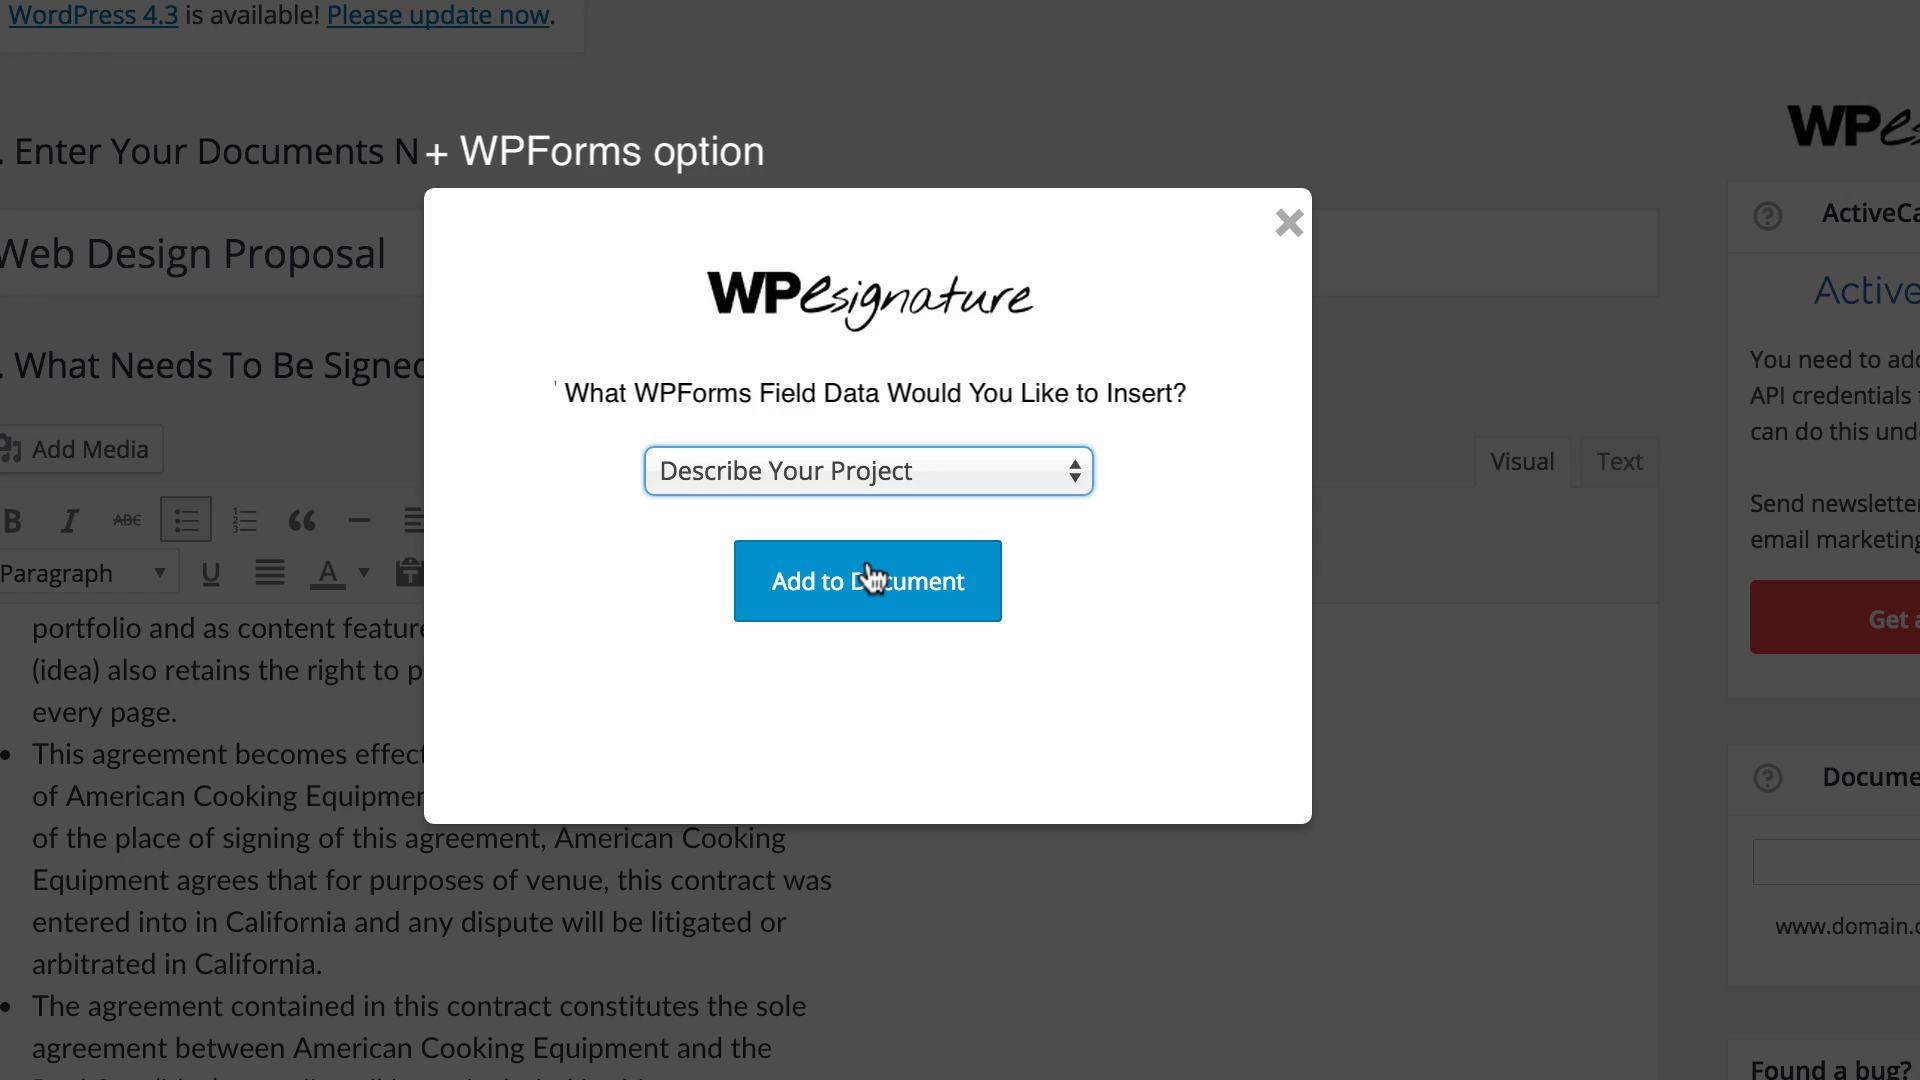 WordPress 4.3 is available! Please update now.
. Enter Your Documents N
+ WPForms option
Web Design Proposal
. What Needs To Be Signed
Add Media
Visual
Text
B I ABC
Paragraph
U A T
portfolio and as content feature
(idea) also retains the right to p
every page.
• This agreement becomes effect
of American Cooking Equipmen
of the place of signing of this agreement, American Cooking
Equipment agrees that for purposes of venue, this contract was
entered into in California and any dispute will be litigated or
arbitrated in California.
• The agreement contained in this contract constitutes the sole
agreement between American Cooking Equipment and the
WPesignature
What WPForms Field Data Would You Like to Insert?
Describe Your Project
Add to Document
WPes
ActiveCa
Active
You need to add
API credentials
can do this und
Send newsletter
email marketing
Get a
Docume
www.domain.c
Found a bug?